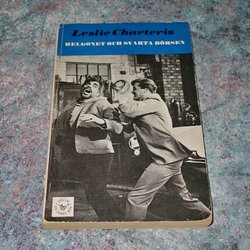 Leslie Charteris
HELGONET OCH SVARTA BÖRSEN